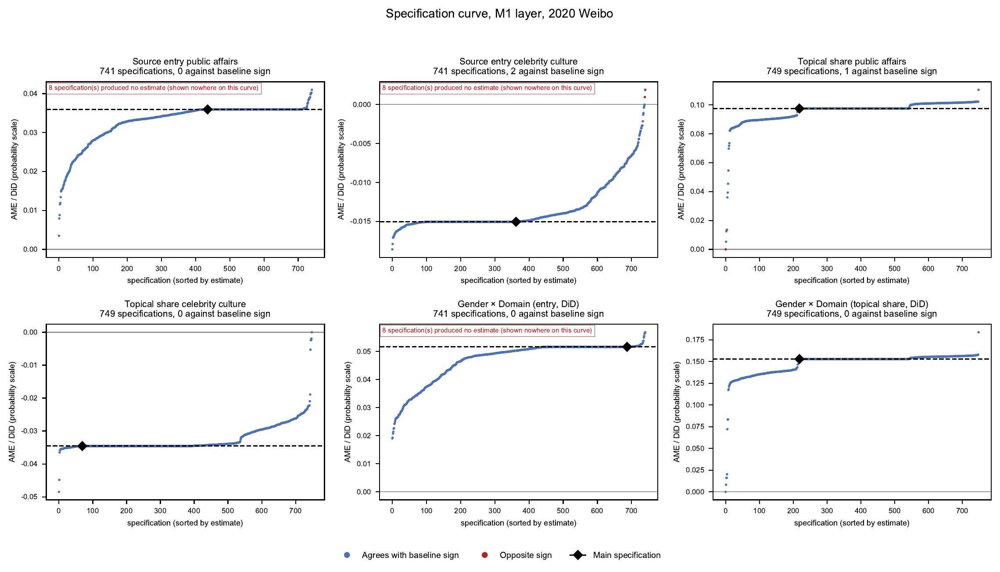 Specification curve, M1 layer, 2020 Weibo
Source entry public affairs
741 specifications, 0 against baseline sign
8 specification(s) produced no estimate (shown nowhere on this curve)
0.04
0.03
0.02
0.01
0.00
AME / DiD (probability scale)
0 100 200 300 400 500 600 700
specification (sorted by estimate)
Source entry celebrity culture
741 specifications, 2 against baseline sign
8 specification(s) produced no estimate (shown nowhere on this curve)
0.000
-0.005
-0.010
-0.015
AME / DiD (probability scale)
0 100 200 300 400 500 600 700
specification (sorted by estimate)
Topical share public affairs
749 specifications, 1 against baseline sign
0.10
0.08
0.06
0.04
0.02
0.00
AME / DiD (probability scale)
0 100 200 300 400 500 600 700
specification (sorted by estimate)
Topical share celebrity culture
749 specifications, 0 against baseline sign
0.00
-0.01
-0.02
-0.03
-0.04
-0.05
AME / DiD (probability scale)
0 100 200 300 400 500 600 700
specification (sorted by estimate)
Gender × Domain (entry, DiD)
741 specifications, 0 against baseline sign
8 specification(s) produced no estimate (shown nowhere on this curve)
0.05
0.04
0.03
0.02
0.01
0.00
AME / DiD (probability scale)
0 100 200 300 400 500 600 700
specification (sorted by estimate)
Gender × Domain (topical share, DiD)
749 specifications, 0 against baseline sign
0.175
0.150
0.125
0.100
0.075
0.050
0.025
0.000
AME / DiD (probability scale)
0 100 200 300 400 500 600 700
specification (sorted by estimate)
Agrees with baseline sign
Opposite sign
Main specification